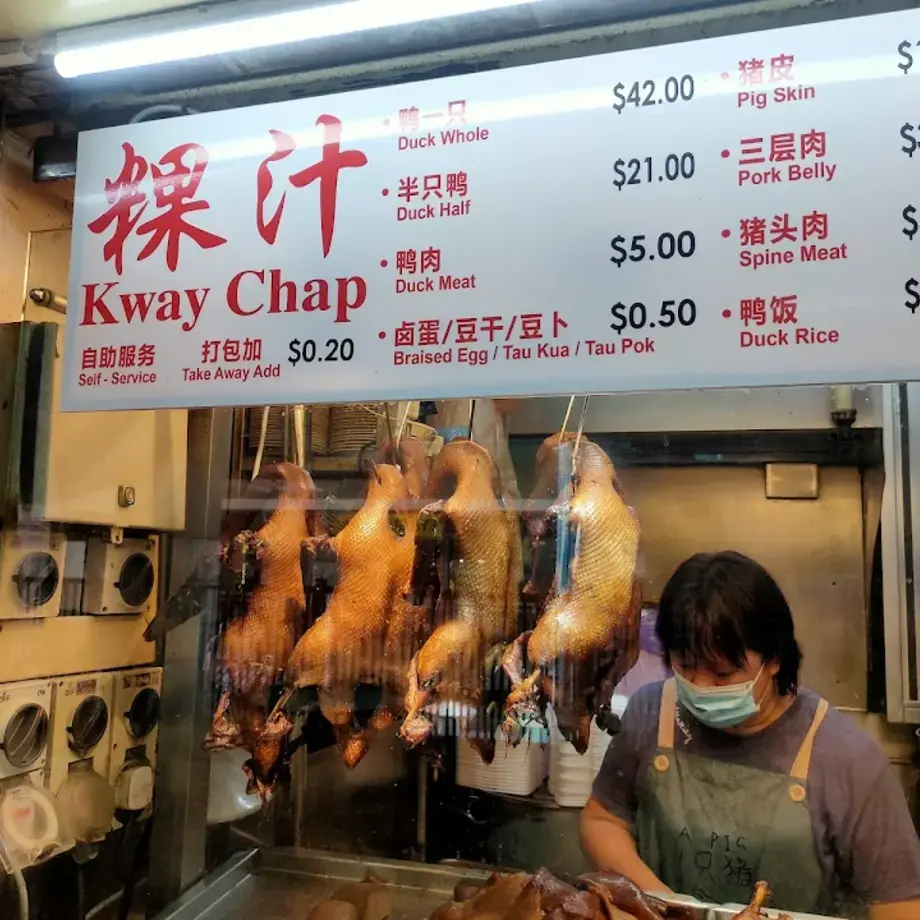 粿汁
Kway Chap
自助服务 打包加 $0.20
Self - Service Take Away Add
鸭一只 $42.00
Duck Whole
半只鸭 $21.00
Duck Half
鸭肉 $5.00
Duck Meat
卤蛋/豆干/豆卜 $0.50
Braised Egg / Tau Kua / Tau Pok
猪皮
Pig Skin
三层肉
Pork Belly
猪头肉
Spine Meat
鸭饭
Duck Rice
A PIG
只猪